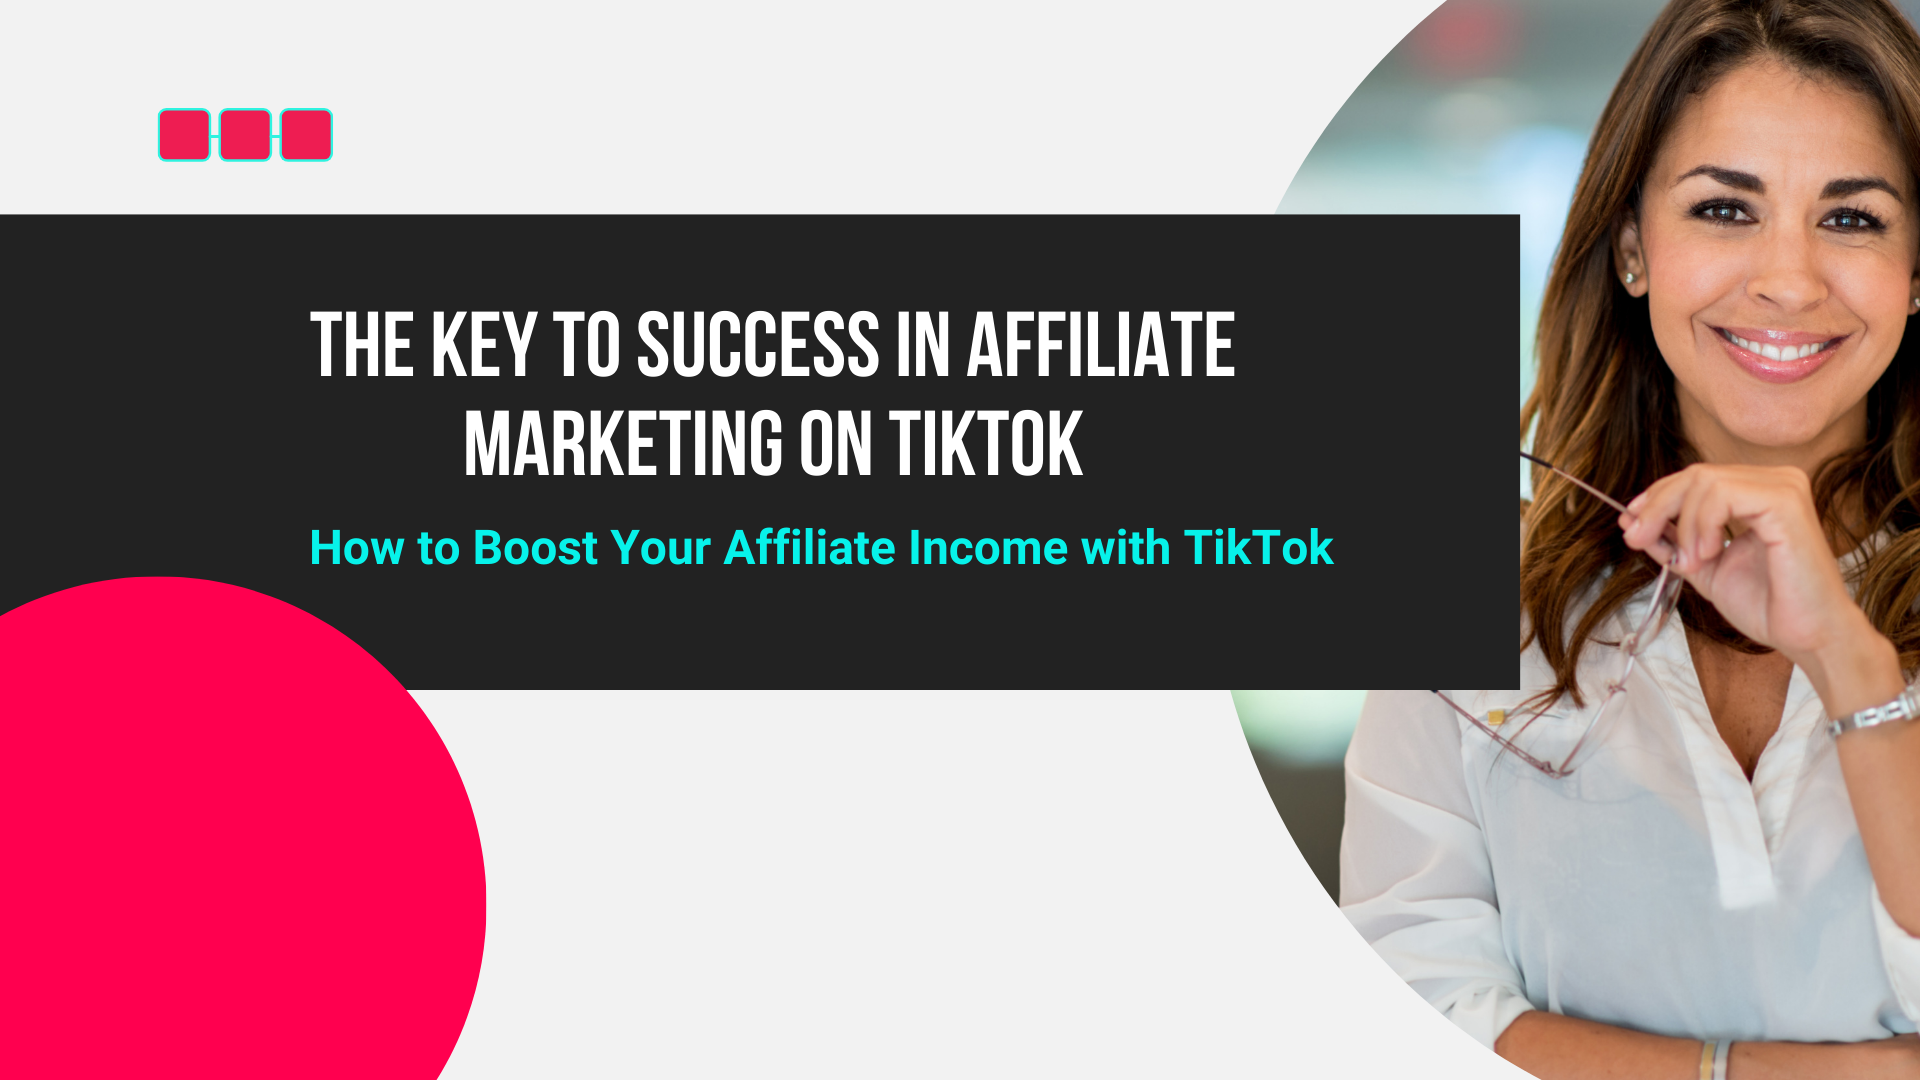 THE KEY TO SUCCESS IN AFFILIATE
MARKETING ON TIKTOK
How to Boost Your Affiliate Income with TikTok